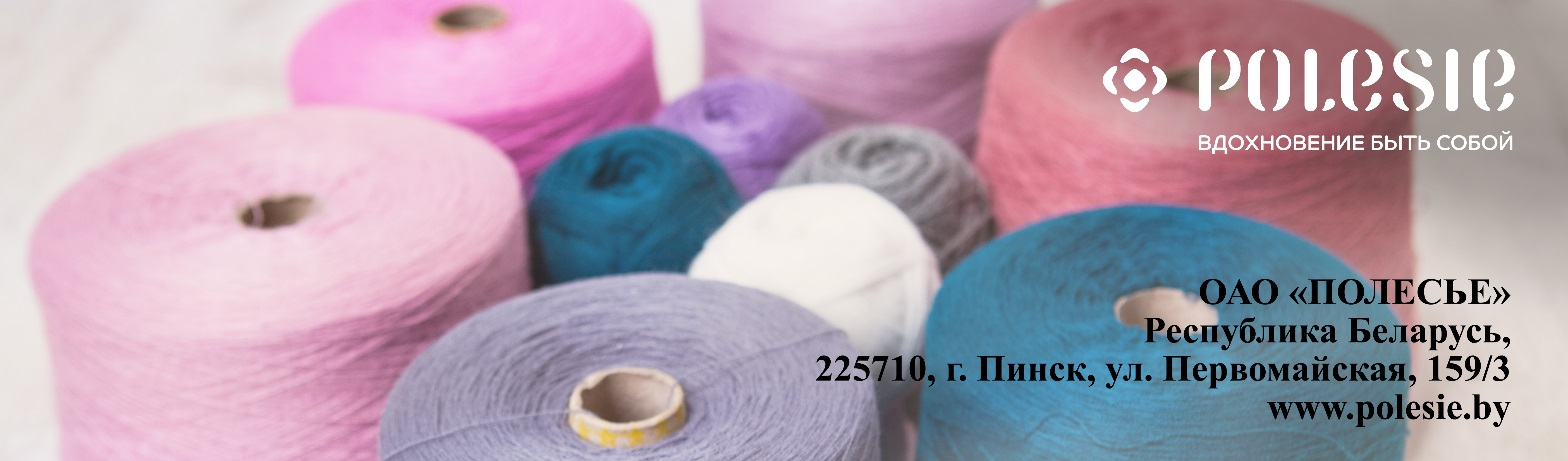 POLESIE
ВДОХНОВЕНИЕ БЫТЬ СОБОЙ
ОАО «ПОЛЕСЬЕ»
Республика Беларусь,
225710, г. Пинск, ул. Первомайская, 159/3
www.polesie.by